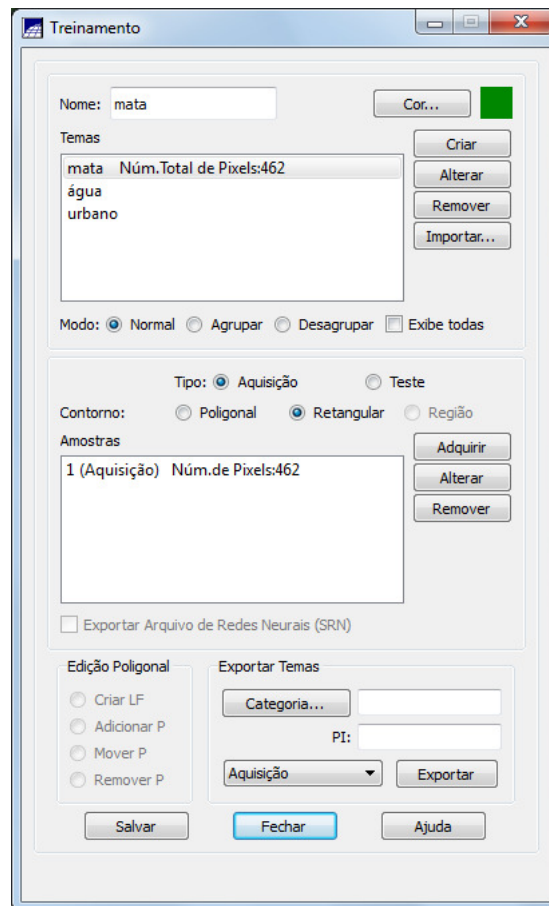 Treinamento
Nome: mata Cor...
Temas
Criar
mata Núm.Total de Pixels:462
Alterar
água
Remover
urbano
Importar...
Modo: Normal Agrupar Desagrupar Exibe todas
Tipo: Aquisição Teste
Contorno: Poligonal Retangular Região
Amostras
Adquirir
1 (Aquisição) Núm.de Pixels:462
Alterar
Remover
Exportar Arquivo de Redes Neurais (SRN)
Edição Poligonal
Criar LF
Adicionar P
Mover P
Remover P
Exportar Temas
Categoria...
PI:
Aquisição Exportar
Salvar Fechar Ajuda